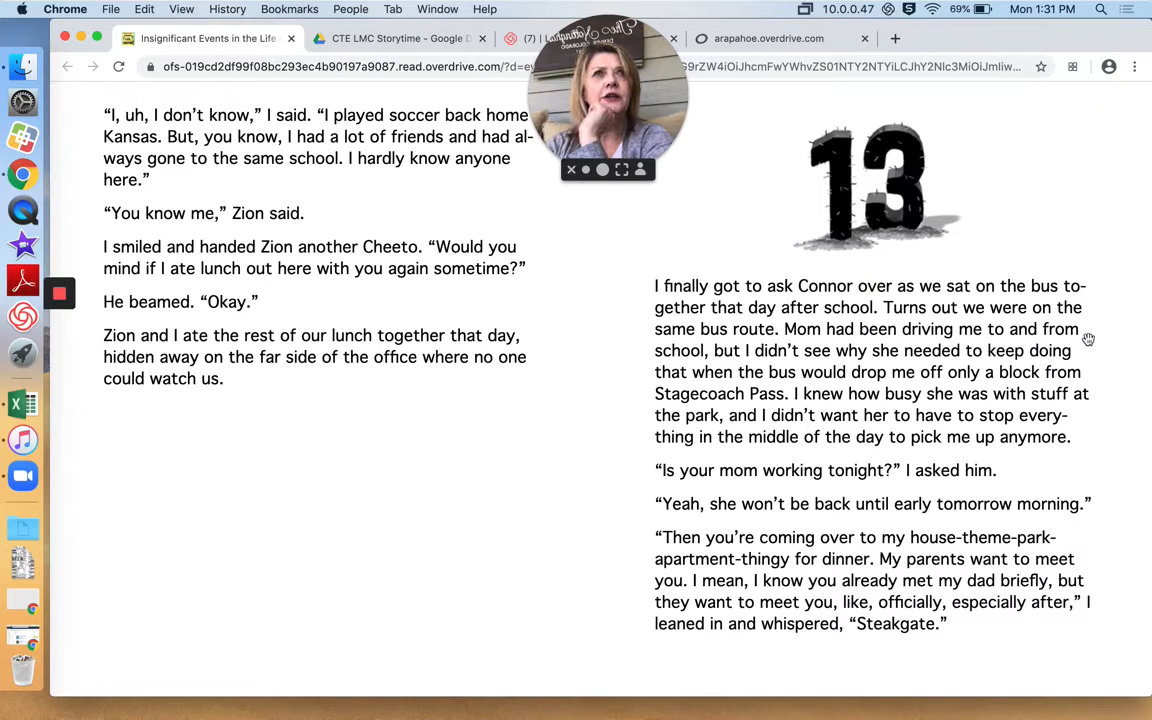 Chrome File Edit View History Bookmarks People Tab Window Help 10.0.0.47 69% Mon Apr 1:31 PM
Insignificant Events in the Life
CTE LMC Storytime - Google D
(7) |
arapahoe.overdrive.com
ofs-019cd2df99f08bc293ec4b90197a9087.read.overdrive.com/?d=
“I, uh, I don’t know,” I said. “I played soccer back home
Kansas. But, you know, I had a lot of friends and had al-
ways gone to the same school. I hardly know anyone
here.”
“You know me,” Zion said.
I smiled and handed Zion another Cheeto. “Would you
mind if I ate lunch out here with you again sometime?”
He beamed. “Okay.”
Zion and I ate the rest of our lunch together that day,
hidden away on the far side of the office where no one
could watch us.
13
I finally got to ask Connor over as we sat on the bus to-
gether that day after school. Turns out we were on the
same bus route. Mom had been driving me to and from
school, but I didn’t see why she needed to keep doing
that when the bus would drop me off only a block from
Stagecoach Pass. I knew how busy she was with stuff at
the park, and I didn’t want her to have to stop every-
thing in the middle of the day to pick me up anymore.
“Is your mom working tonight?” I asked him.
“Yeah, she won’t be back until early tomorrow morning.”
“Then you’re coming over to my house-theme-park-
apartment-thingy for dinner. My parents want to meet
you. I mean, I know you already met my dad briefly, but
they want to meet you, like, officially, especially after,” I
leaned in and whispered, “Steakgate.”